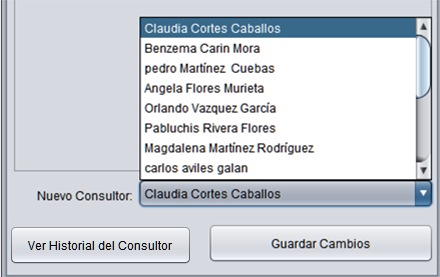 Claudia Cortes Caballos
Benzema Carin Mora
pedro Martínez Cuebas
Angela Flores Murieta
Orlando Vazquez García
Pabluchis Rivera Flores
Magdalena Martínez Rodríguez
carlos aviles galan
Nuevo Consultor: Claudia Cortes Caballos
Ver Historial del Consultor Guardar Cambios